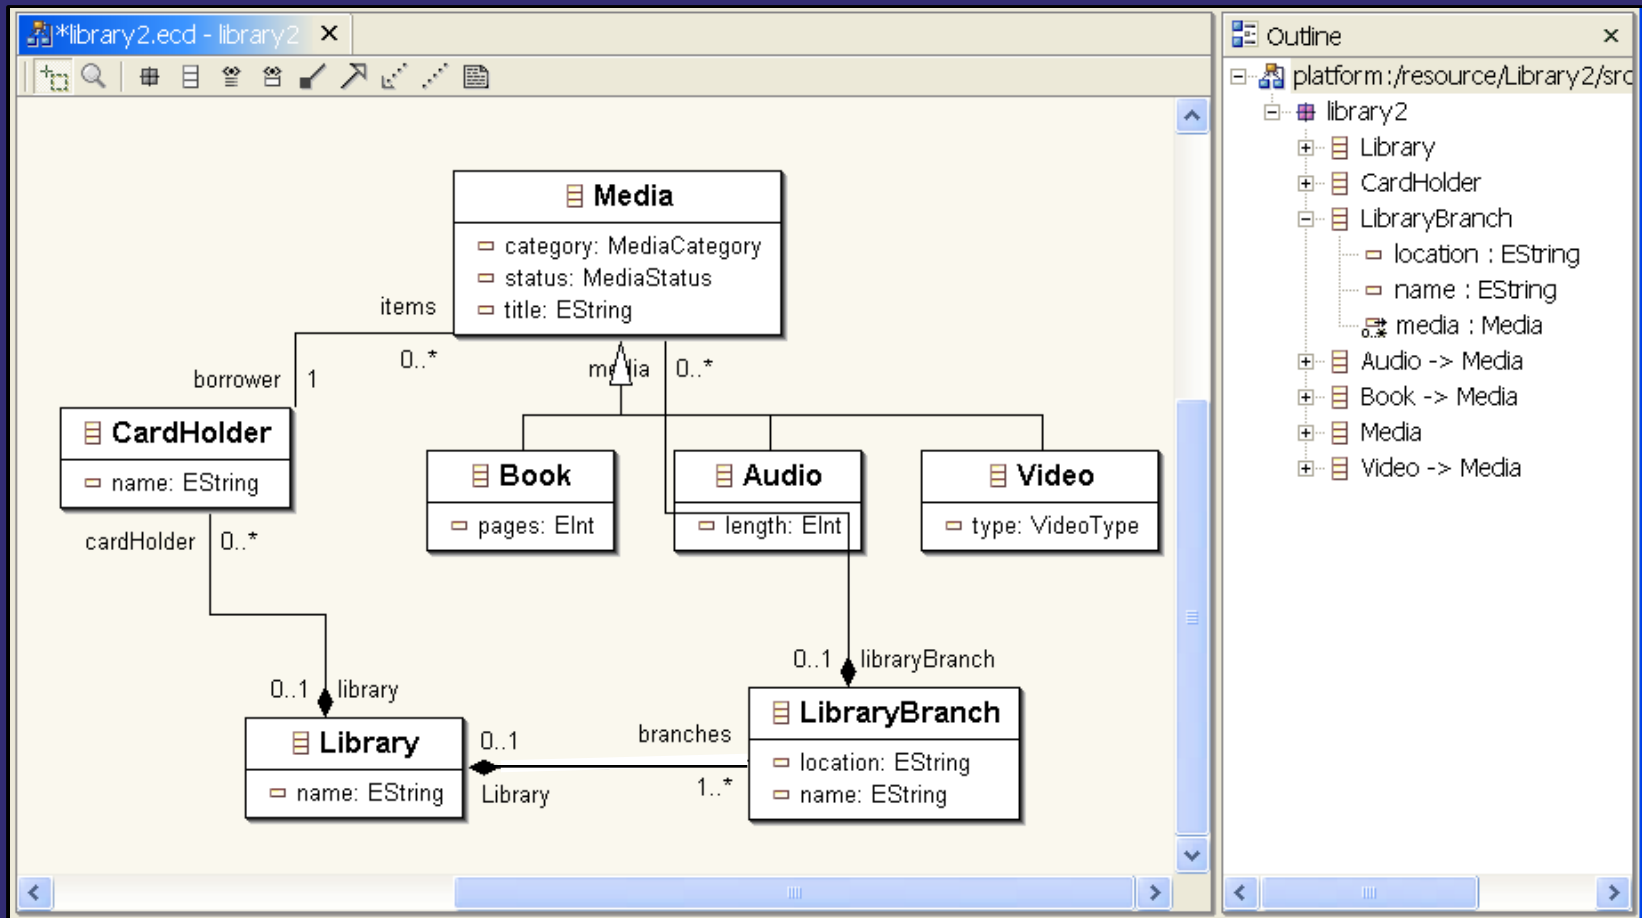 *library2.ecd - library2
Media
category: MediaCategory
status: MediaStatus
title: EString
items
0..*
borrower
1
media
0..*
CardHolder
name: EString
Book
pages: EInt
Audio
length: EInt
Video
type: VideoType
cardHolder
0..*
0..1
libraryBranch
0..1
library
Library
name: EString
0..1
branches
Library
1..*
LibraryBranch
location: EString
name: EString
Outline
platform:/resource/Library2/src
library2
Library
CardHolder
LibraryBranch
location : EString
name : EString
0..* media : Media
Audio -> Media
Book -> Media
Media
Video -> Media